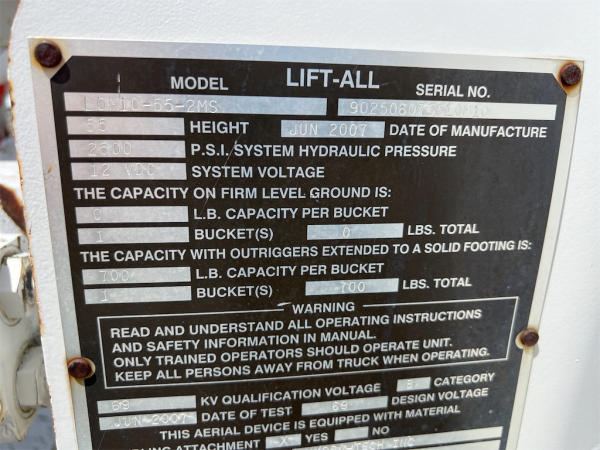 MODEL LIFT-ALL SERIAL NO.
55 HEIGHT JUN 2007 DATE OF MANUFACTURE
2600 P.S.I. SYSTEM HYDRAULIC PRESSURE
12 VDC SYSTEM VOLTAGE
THE CAPACITY ON FIRM LEVEL GROUND IS:
0 L.B. CAPACITY PER BUCKET
1 BUCKET(S) 0 LBS. TOTAL
THE CAPACITY WITH OUTRIGGERS EXTENDED TO A SOLID FOOTING IS:
700 L.B. CAPACITY PER BUCKET
1 BUCKET(S) 700 LBS. TOTAL
WARNING
READ AND UNDERSTAND ALL OPERATING INSTRUCTIONS
AND SAFETY INFORMATION IN MANUAL.
ONLY TRAINED OPERATORS SHOULD OPERATE UNIT.
KEEP ALL PERSONS AWAY FROM TRUCK WHEN OPERATING.
69 KV QUALIFICATION VOLTAGE B CATEGORY
JUN 2007 DATE OF TEST 69 DESIGN VOLTAGE
THIS AERIAL DEVICE IS EQUIPPED WITH MATERIAL
ATTACHMENT X YES NO